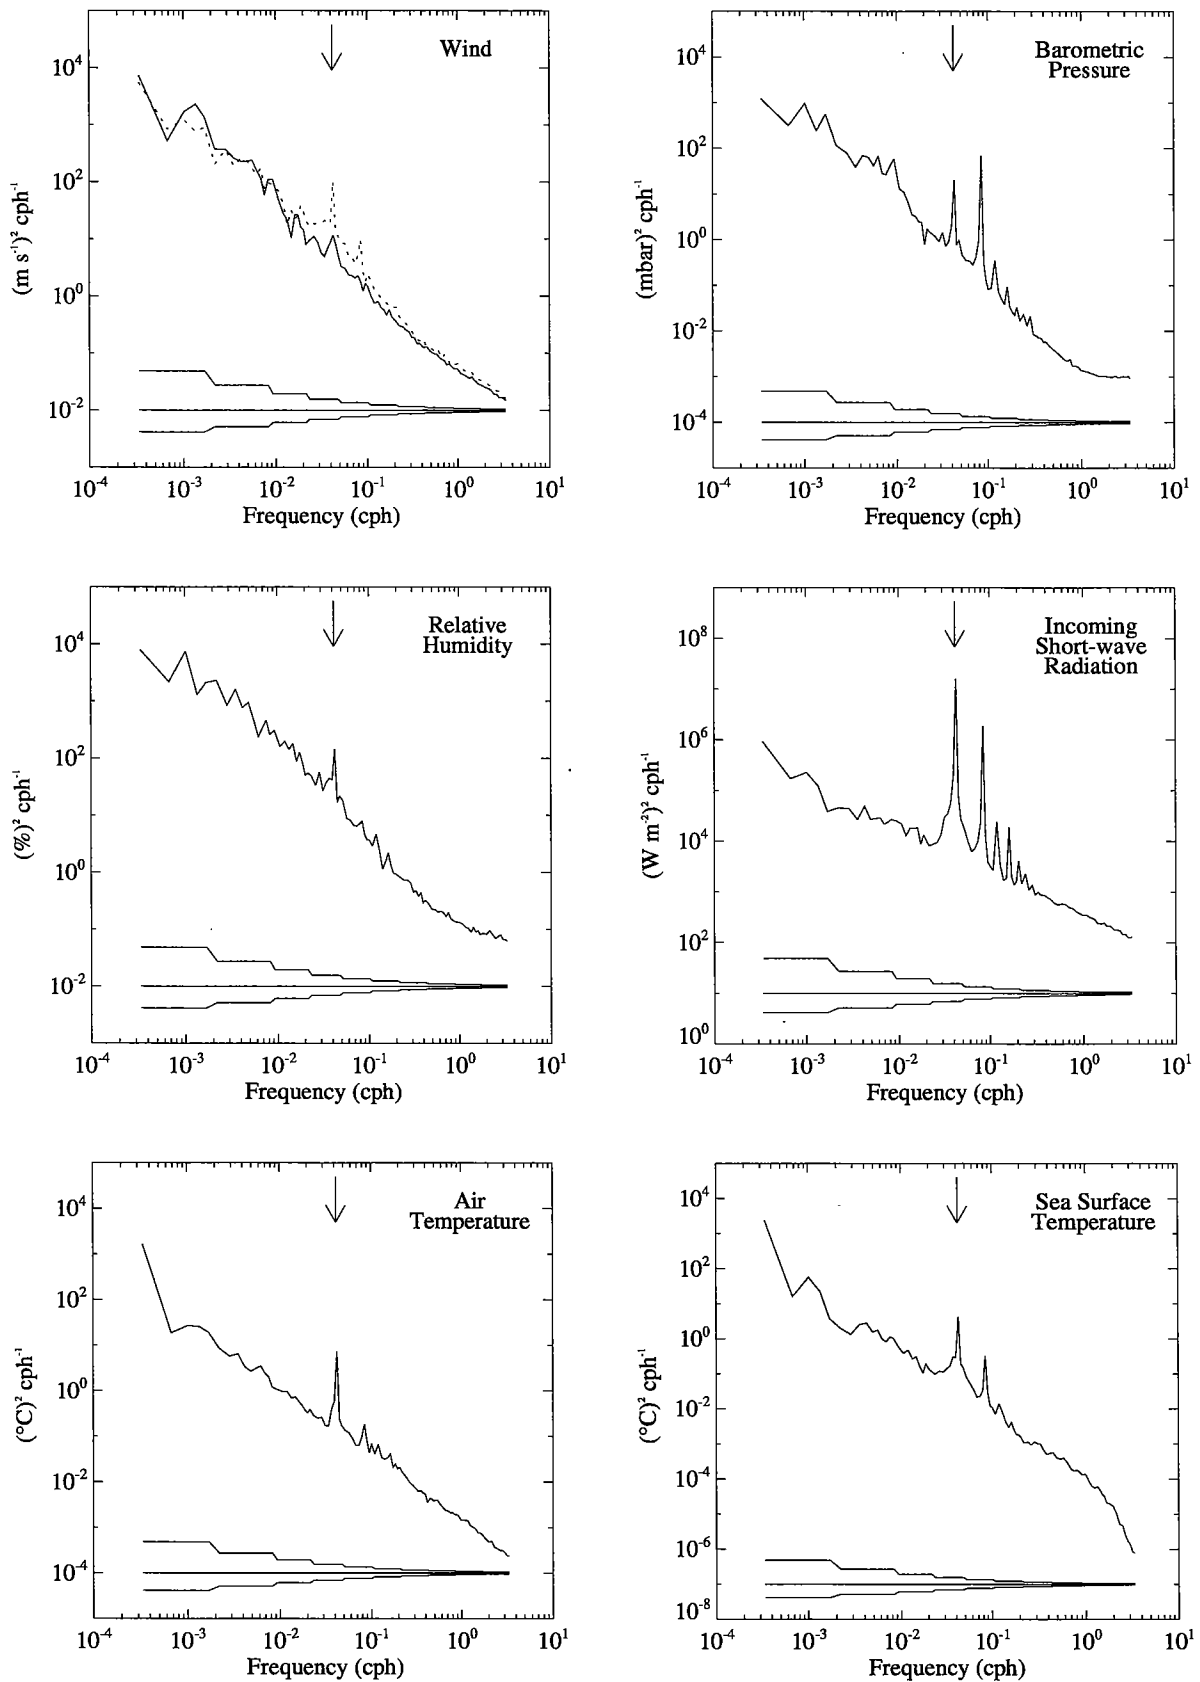 Wind
(m s⁻¹)² cph⁻¹
10⁴
10²
10⁰
10⁻²
10⁻⁴ 10⁻³ 10⁻² 10⁻¹ 10⁰ 10¹
Frequency (cph)
Barometric
Pressure
(mbar)² cph⁻¹
10⁴
10²
10⁰
10⁻²
10⁻⁴
10⁻⁴ 10⁻³ 10⁻² 10⁻¹ 10⁰ 10¹
Frequency (cph)
Relative
Humidity
(%)² cph⁻¹
10⁴
10²
10⁰
10⁻²
10⁻⁴ 10⁻³ 10⁻² 10⁻¹ 10⁰ 10¹
Frequency (cph)
Incoming
Short-wave
Radiation
(W m⁻²)² cph⁻¹
10⁸
10⁶
10⁴
10²
10⁰
10⁻⁴ 10⁻³ 10⁻² 10⁻¹ 10⁰ 10¹
Frequency (cph)
Air
Temperature
(°C)² cph⁻¹
10⁴
10²
10⁰
10⁻²
10⁻⁴
10⁻⁴ 10⁻³ 10⁻² 10⁻¹ 10⁰ 10¹
Frequency (cph)
Sea Surface
Temperature
(°C)² cph⁻¹
10⁴
10²
10⁰
10⁻²
10⁻⁴
10⁻⁶
10⁻⁸
10⁻⁴ 10⁻³ 10⁻² 10⁻¹ 10⁰ 10¹
Frequency (cph)